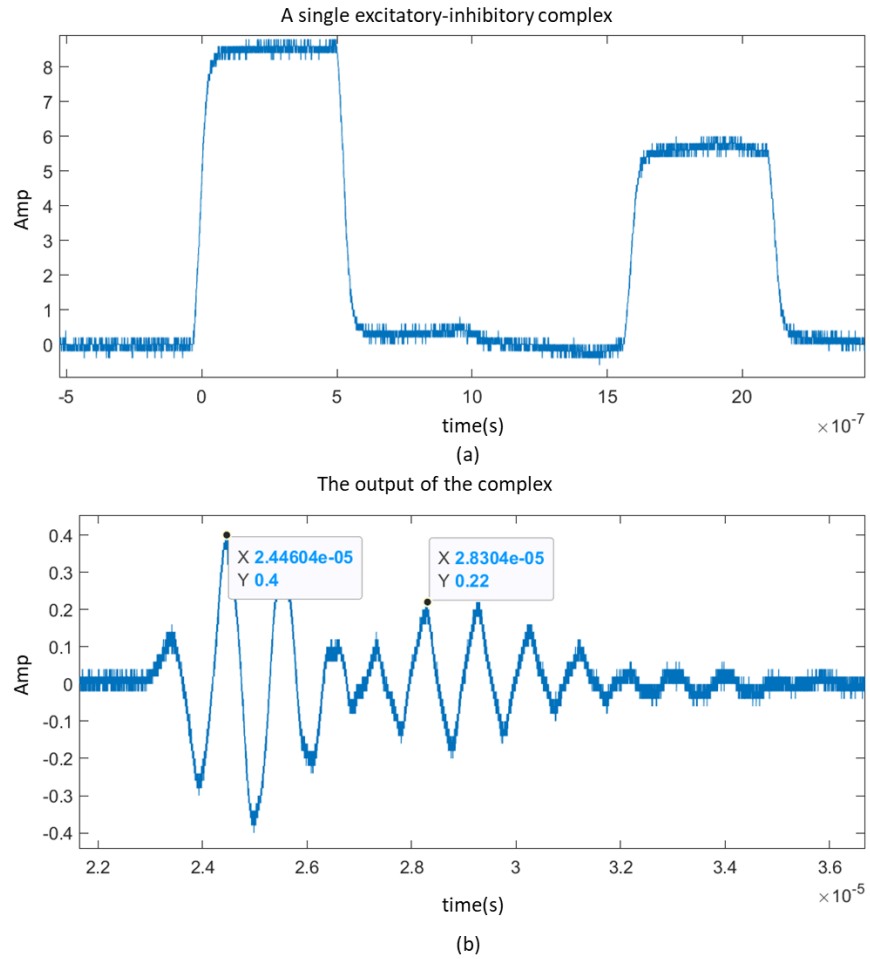 A single excitatory-inhibitory complex
8
7
6
5
4
3
2
1
0
Amp
-5 0 5 10 15 20
×10-7
time(s)
(a)
The output of the complex
0.4
0.3
0.2
0.1
0
-0.1
-0.2
-0.3
-0.4
Amp
X 2.44604e-05
Y 0.4
X 2.8304e-05
Y 0.22
2.2 2.4 2.6 2.8 3 3.2 3.4 3.6
×10-5
time(s)
(b)